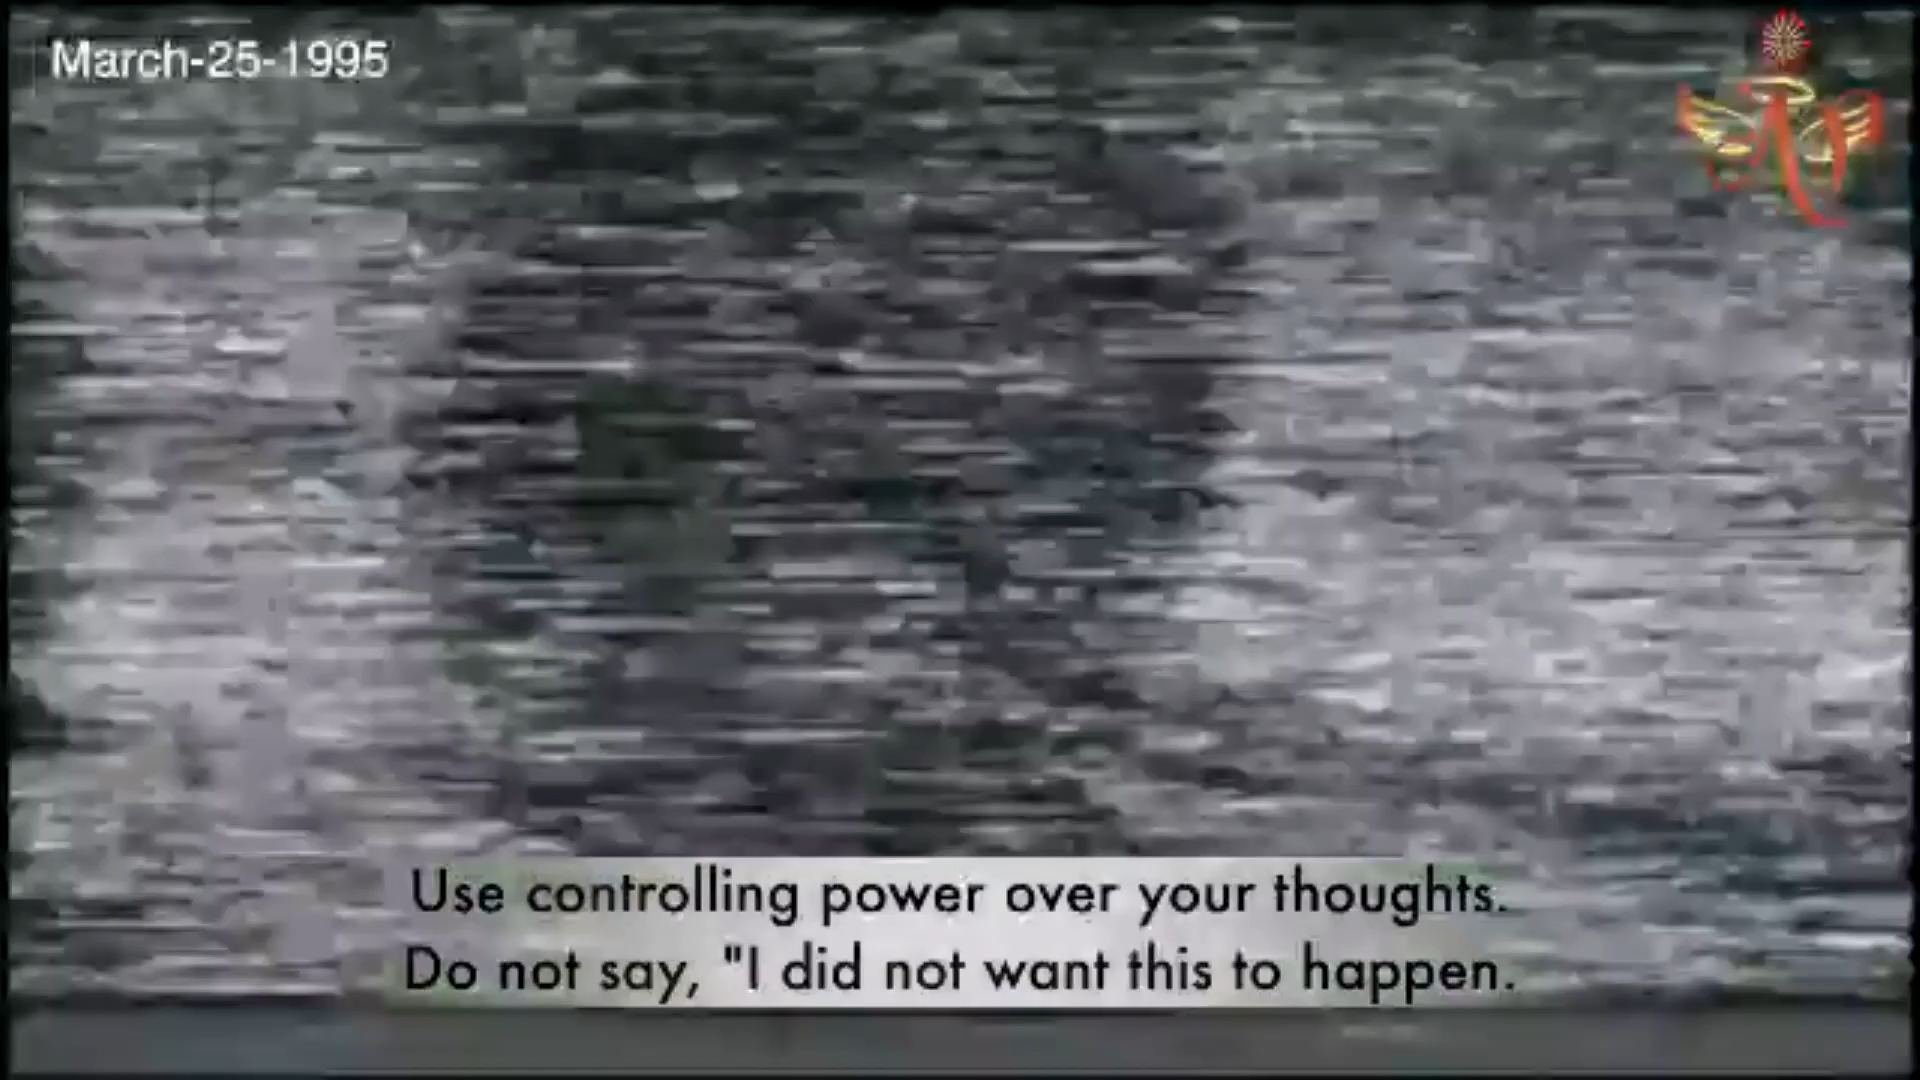 March-25-1995
Use controlling power over your thoughts.
Do not say, "I did not want this to happen.